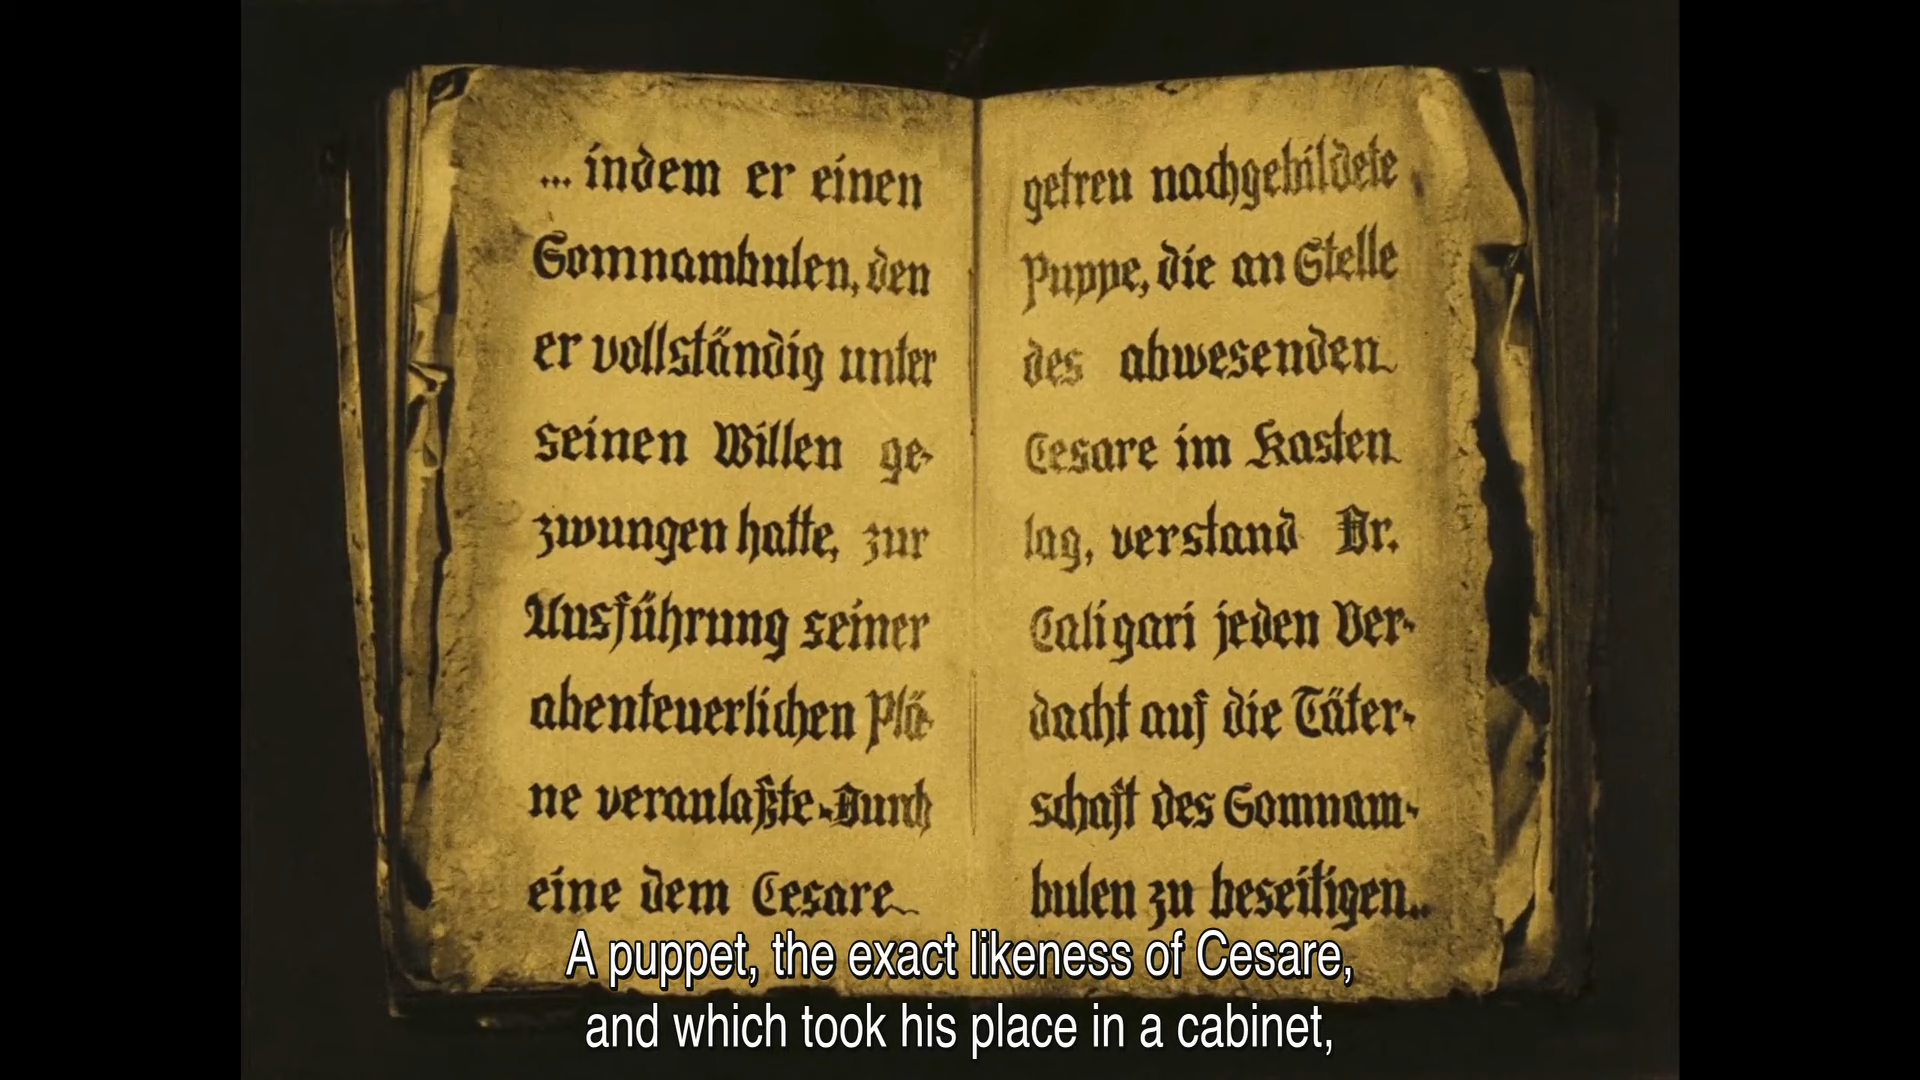 ... indem er einen
Somnambulen, den
er vollständig unter
seinen Willen ge-
zwungen hatte, zur
Ausführung seiner
abenteuerlichen Plä-
ne veranlaßte. Durch
eine dem Cesare
getreu nachgebildete
Puppe, die an Stelle
des abwesenden
Cesare im Kasten
lag, verstand Dr.
Caligari jeden Ver-
dacht auf die Täter-
schaft des Somnam-
bulen zu beseitigen..
A puppet, the exact likeness of Cesare,
and which took his place in a cabinet,